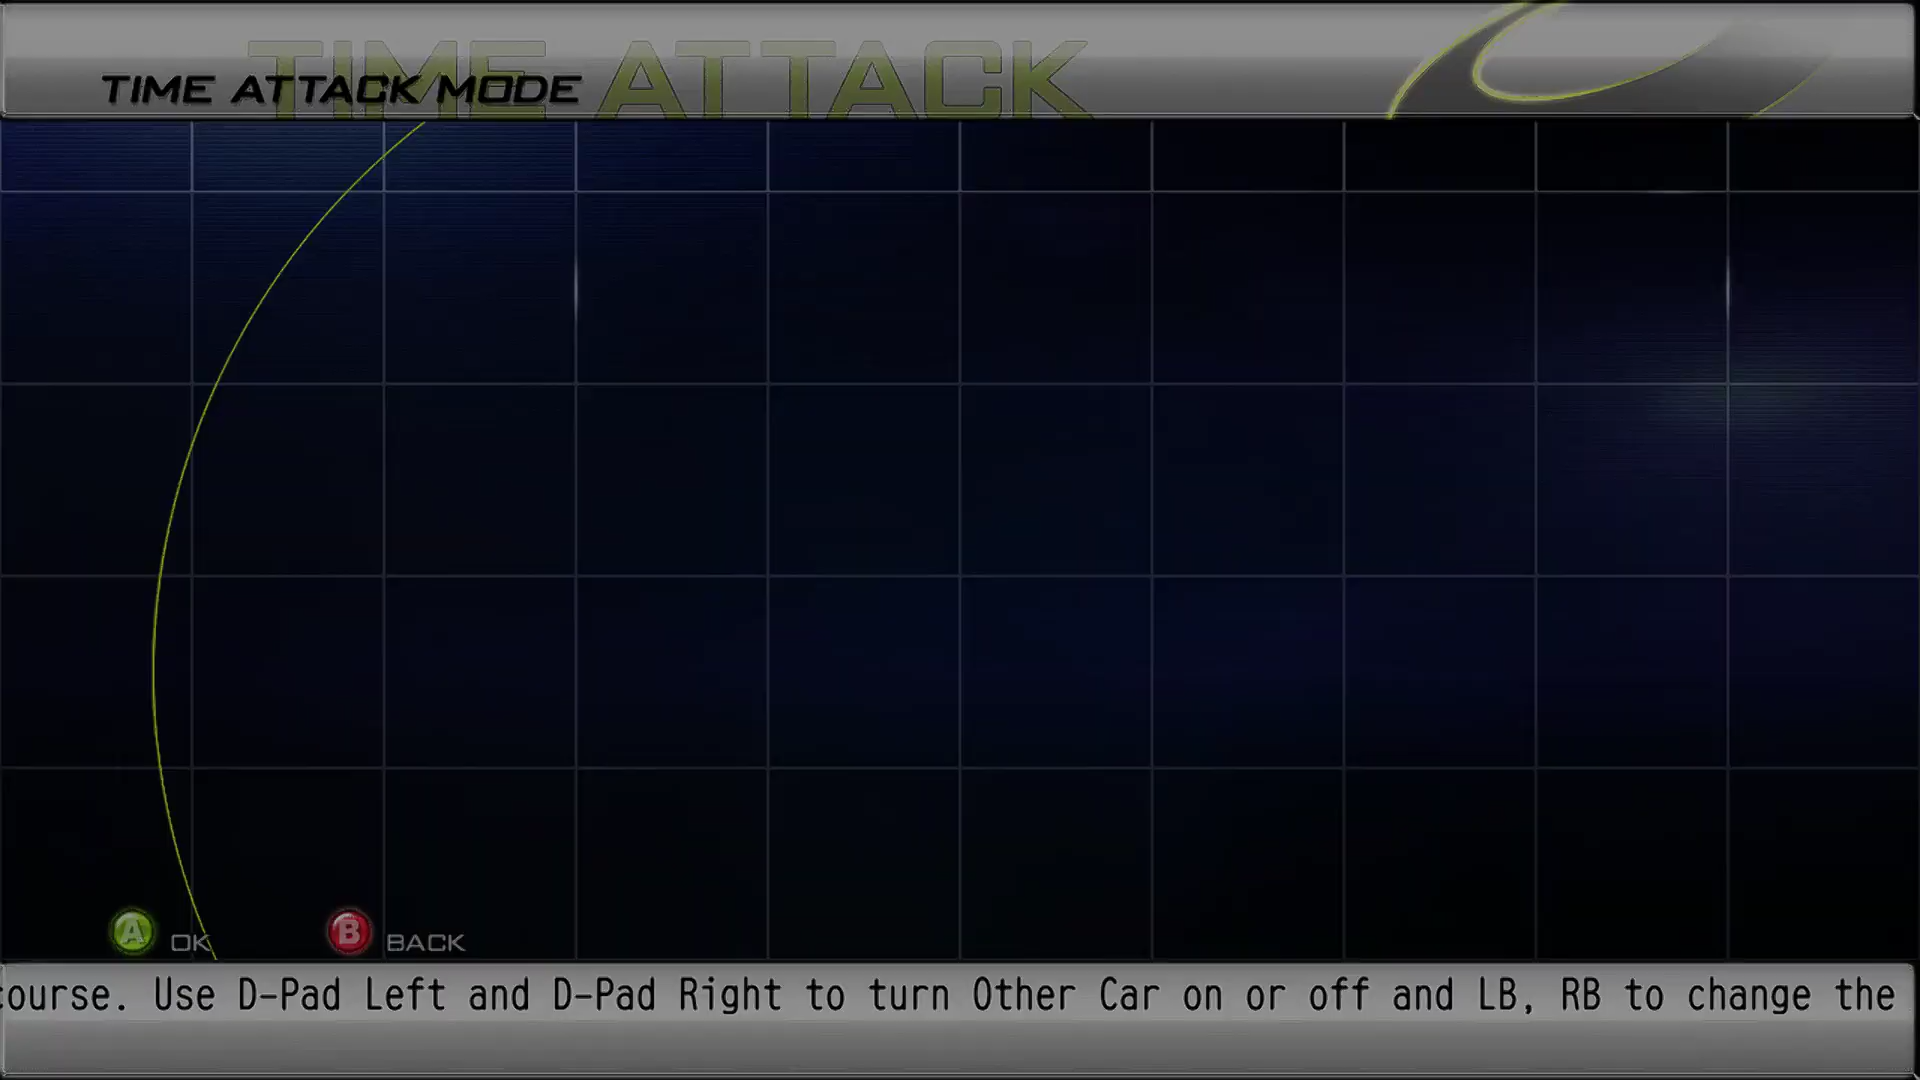 TIME ATTACK
TIME ATTACK MODE
A OK B BACK
course. Use D-Pad Left and D-Pad Right to turn Other Car on or off and LB, RB to change the